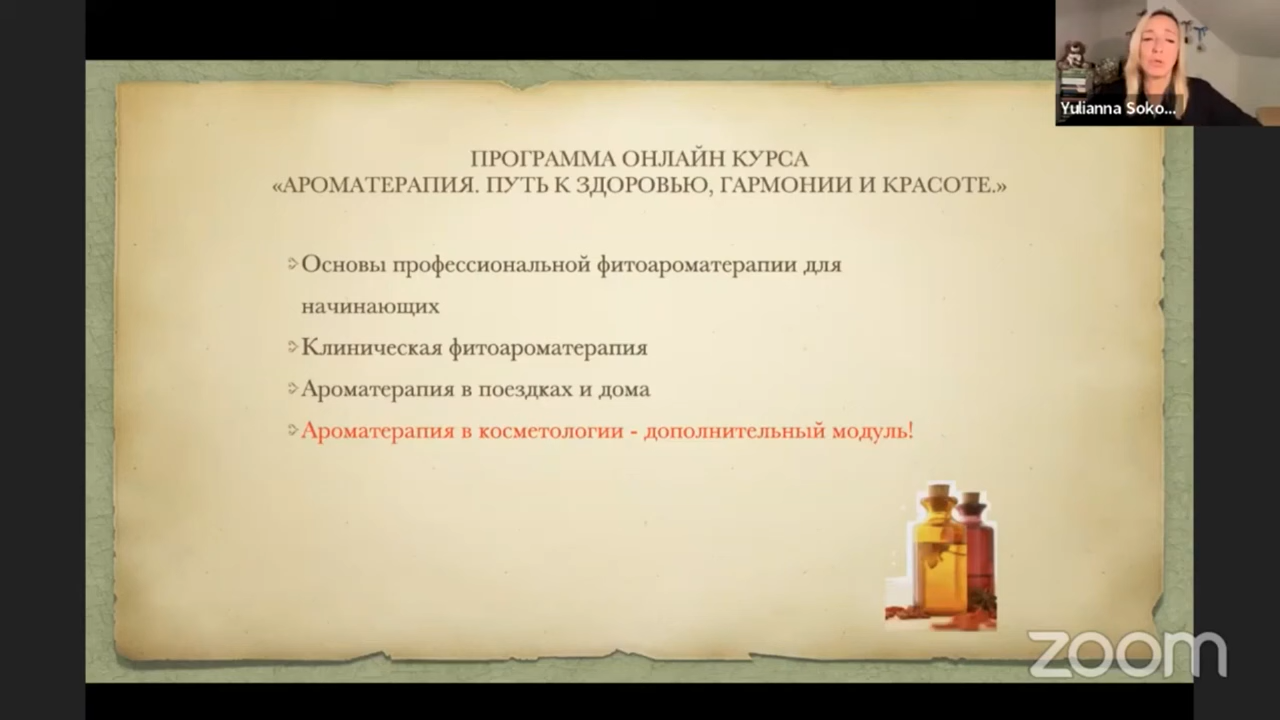 Yulianna Soko...
ПРОГРАММА ОНЛАЙН КУРСА
«АРОМАТЕРАПИЯ. ПУТЬ К ЗДОРОВЬЮ, ГАРМОНИИ И КРАСОТЕ.»
Основы профессиональной фитоароматерапии для
начинающих
Клиническая фитоароматерапия
Ароматерапия в поездках и дома
Ароматерапия в косметологии - дополнительный модуль!
zoom